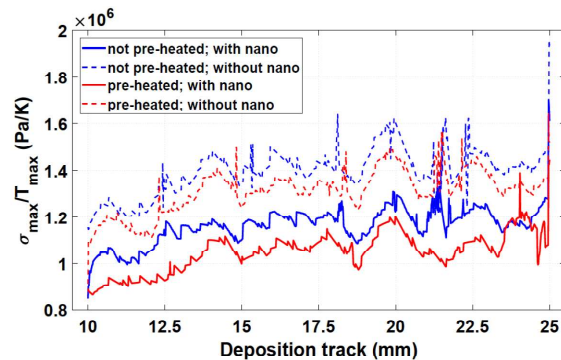 ×10⁶
2
1.8
1.6
1.4
1.2
1
0.8
σmax/Tmax (Pa/K)
not pre-heated; with nano
not pre-heated; without nano
pre-heated; with nano
pre-heated; without nano
10 12.5 15 17.5 20 22.5 25
Deposition track (mm)